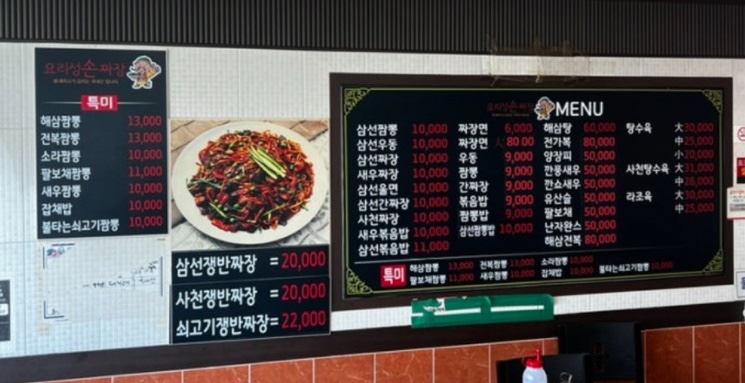 요리성손짜장
특미
해삼짬뽕 13,000
전복짬뽕 13,000
소라짬뽕 10,000
팔보채짬뽕 11,000
새우짬뽕 10,000
잡채밥 10,000
불타는쇠고기짬뽕 10,000
삼선쟁반짜장 = 20,000
사천쟁반짜장 = 20,000
쇠고기쟁반짜장 = 22,000
요리성손짜장 MENU
삼선짬뽕 10,000
삼선우동 10,000
삼선짜장 10,000
새우짜장 10,000
삼선울면 10,000
삼선간짜장 10,000
사천짜장 10,000
새우볶음밥 10,000
삼선볶음밥 11,000
짜장면 6,000
짜장면 80 00
우동 9,000
짬뽕 9,000
간짜장 9,000
볶음밥 9,000
짬뽕밥 9,000
삼선짬뽕밥 10,000
해삼탕 60,000
전가복 80,000
양장피 50,000
깐풍새우 50,000
깐쇼새우 50,000
유산슬 50,000
팔보채 50,000
난자완스 50,000
해삼전복 80,000
탕수육 大 30,000
中 25,000
小 20,000
사천탕수육 大 31,000
中 26,000
라조육 大 30,000
中 25,000
특미
해삼짬뽕 13,000 전복짬뽕 13,000 소라짬뽕 10,000
팔보채짬뽕 11,000 새우짬뽕 10,000 잡채밥 10,000 불타는쇠고기짬뽕 10,000